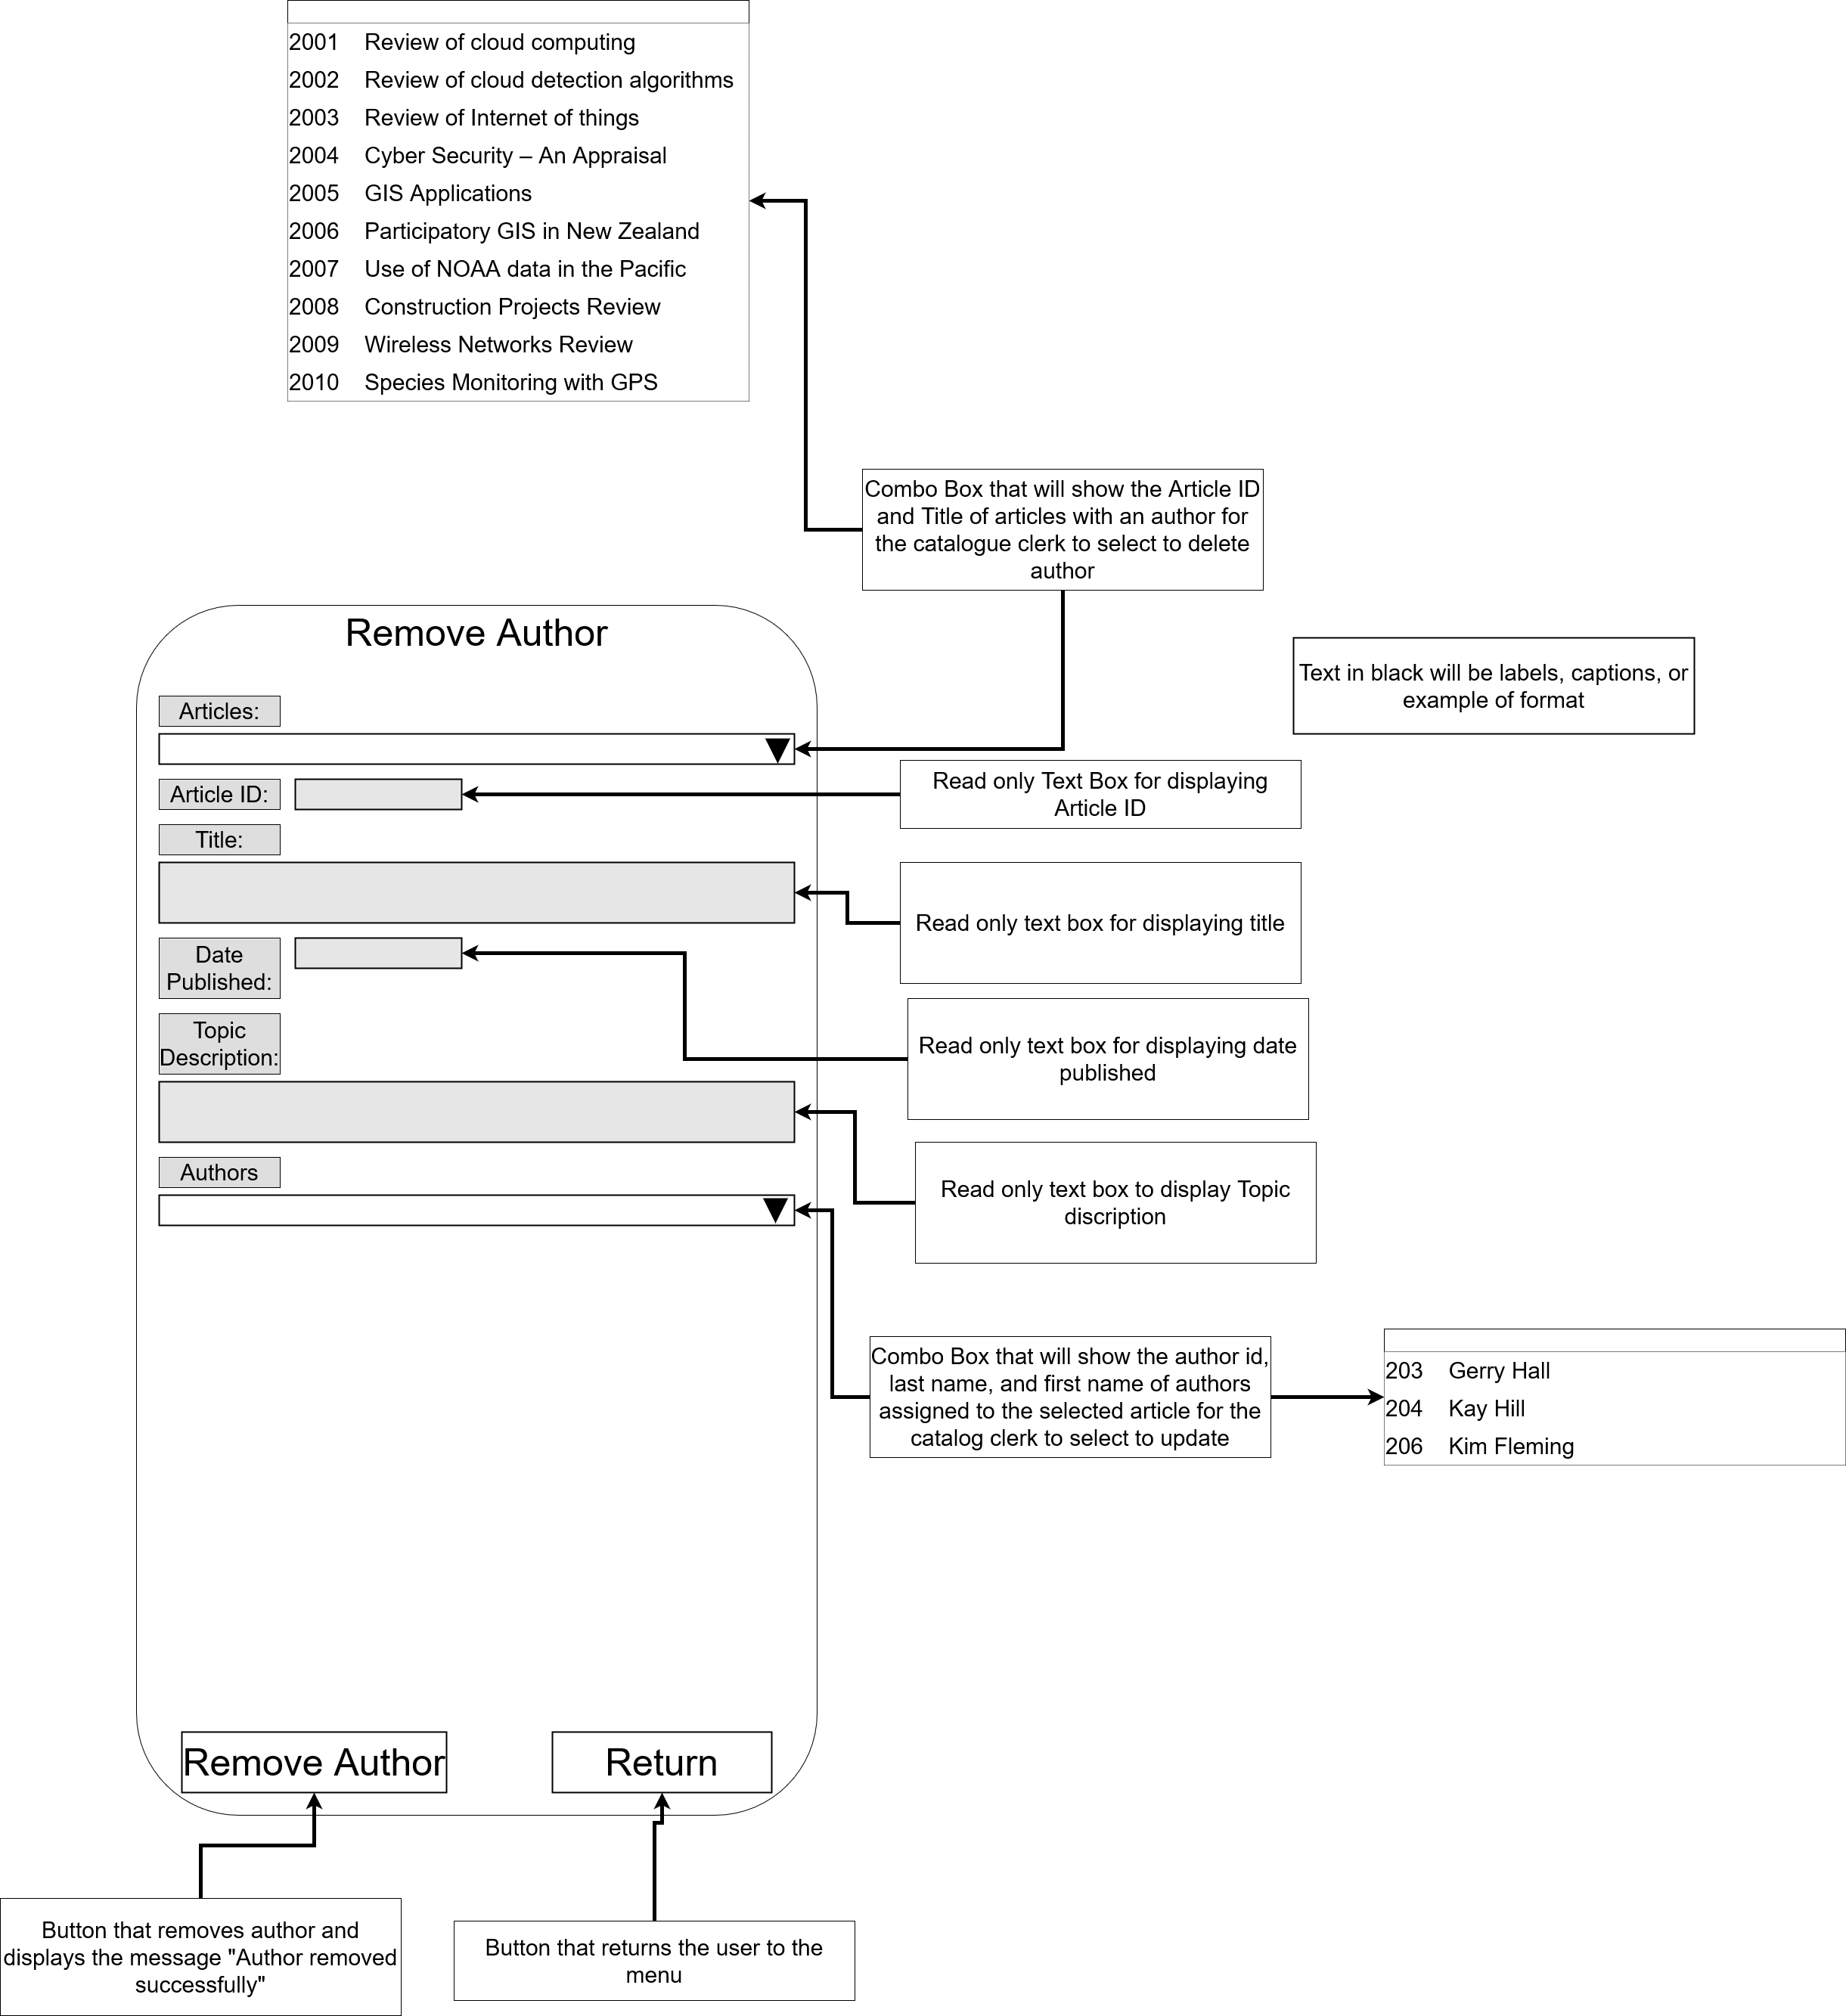 2001 Review of cloud computing
2002 Review of cloud detection algorithms
2003 Review of Internet of things
2004 Cyber Security – An Appraisal
2005 GIS Applications
2006 Participatory GIS in New Zealand
2007 Use of NOAA data in the Pacific
2008 Construction Projects Review
2009 Wireless Networks Review
2010 Species Monitoring with GPS
Combo Box that will show the Article ID
and Title of articles with an author for
the catalogue clerk to select to delete
author
Remove Author
Text in black will be labels, captions, or
example of format
Articles:
Article ID:
Read only Text Box for displaying
Article ID
Title:
Read only text box for displaying title
Date
Published:
Read only text box for displaying date
published
Topic
Description:
Read only text box to display Topic
discription
Authors
Combo Box that will show the author id,
last name, and first name of authors
assigned to the selected article for the
catalog clerk to select to update
203 Gerry Hall
204 Kay Hill
206 Kim Fleming
Remove Author
Return
Button that removes author and
displays the message "Author removed
successfully"
Button that returns the user to the
menu